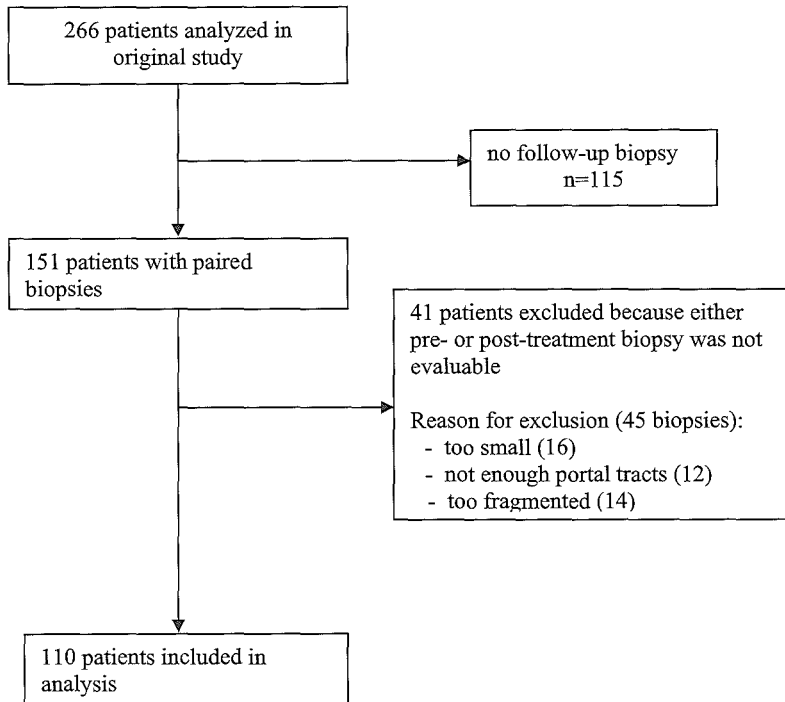 266 patients analyzed in
original study
no follow-up biopsy
n=115
151 patients with paired
biopsies
41 patients excluded because either
pre- or post-treatment biopsy was not
evaluable
Reason for exclusion (45 biopsies):
- too small (16)
- not enough portal tracts (12)
- too fragmented (14)
110 patients included in
analysis